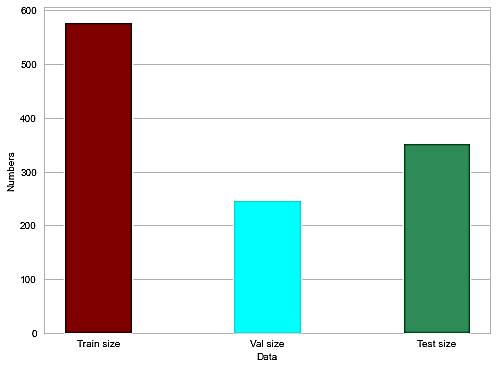 600
500
400
300
200
100
0
Numbers
Train size
Val size
Test size
Data